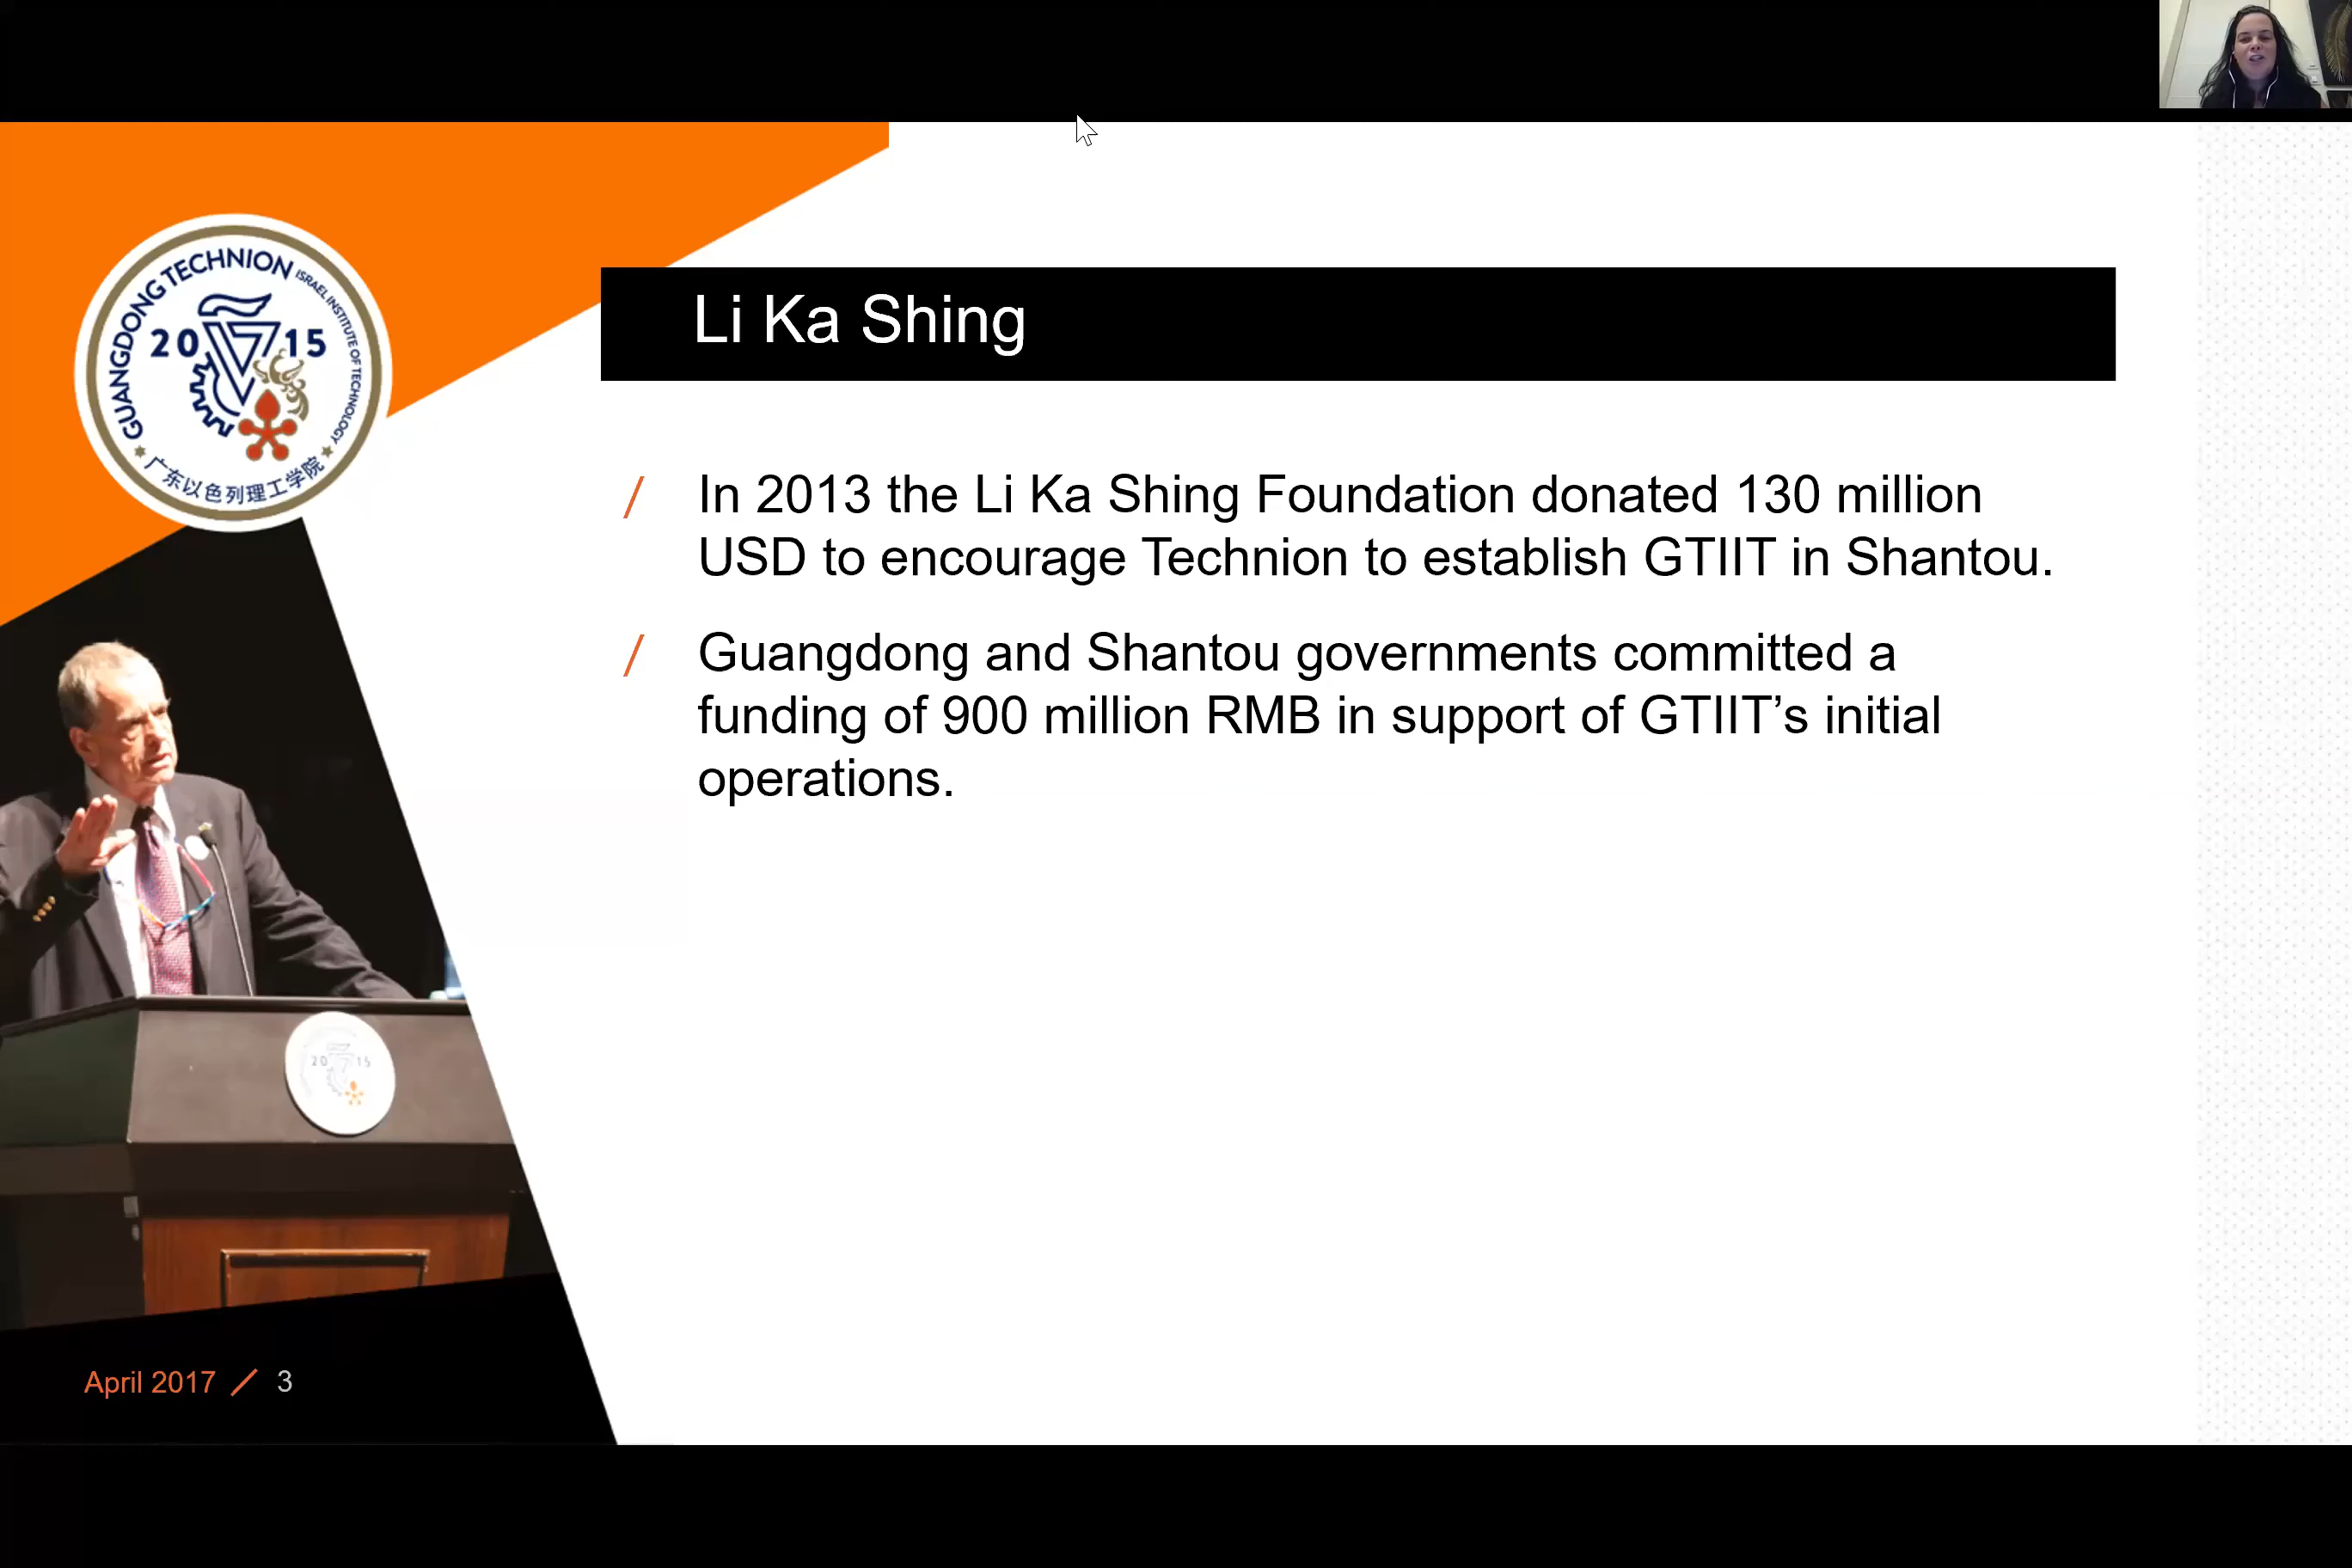 GUANGDONG TECHNION ISRAEL INSTITUTE OF TECHNOLOGY
2015
广东以色列理工学院
Li Ka Shing
/ In 2013 the Li Ka Shing Foundation donated 130 million
USD to encourage Technion to establish GTIIT in Shantou.
/ Guangdong and Shantou governments committed a
funding of 900 million RMB in support of GTIIT’s initial
operations.
20 15
April 2017 / 3